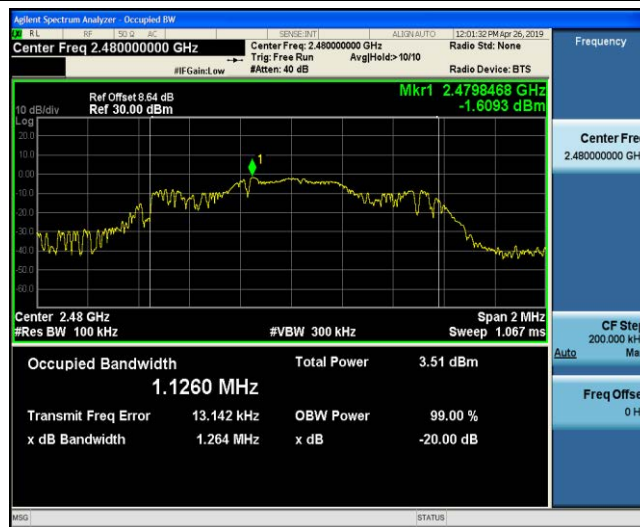 Agilent Spectrum Analyzer - Occupied BW
RL RF 50 Ω AC SENSE:INT ALIGN AUTO 12:01:32 PM Apr 26, 2019
Center Freq 2.480000000 GHz
Center Freq: 2.480000000 GHz Radio Std: None
Trig: Free Run Avg|Hold:> 10/10
#IFGain:Low #Atten: 40 dB Radio Device: BTS
Frequency
Ref Offset 8.64 dB
10 dB/div Ref 30.00 dBm
Mkr1 2.4798468 GHz
-1.6093 dBm
Log
20.0
10.0
0.00
-10.0
-20.0
-30.0
-40.0
-50.0
-60.0
1
Center 2.48 GHz Span 2 MHz
#Res BW 100 kHz #VBW 300 kHz Sweep 1.067 ms
Occupied Bandwidth Total Power 3.51 dBm
1.1260 MHz
Transmit Freq Error 13.142 kHz OBW Power 99.00 %
x dB Bandwidth 1.264 MHz x dB -20.00 dB
Center Fre
2.480000000 GH
CF Step
200.000 kH
Auto Ma
Freq Offse
0 H
MSG STATUS